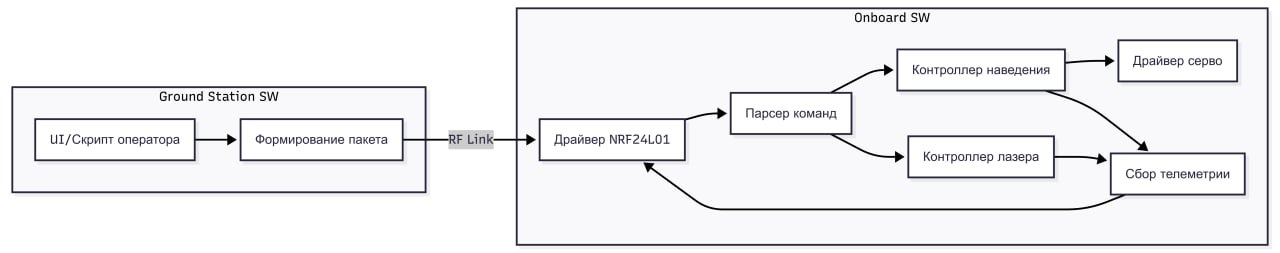 Ground Station SW
UI/Скрипт оператора
Формирование пакета
RF Link
Onboard SW
Драйвер NRF24L01
Парсер команд
Контроллер наведения
Драйвер серво
Контроллер лазера
Сбор телеметрии